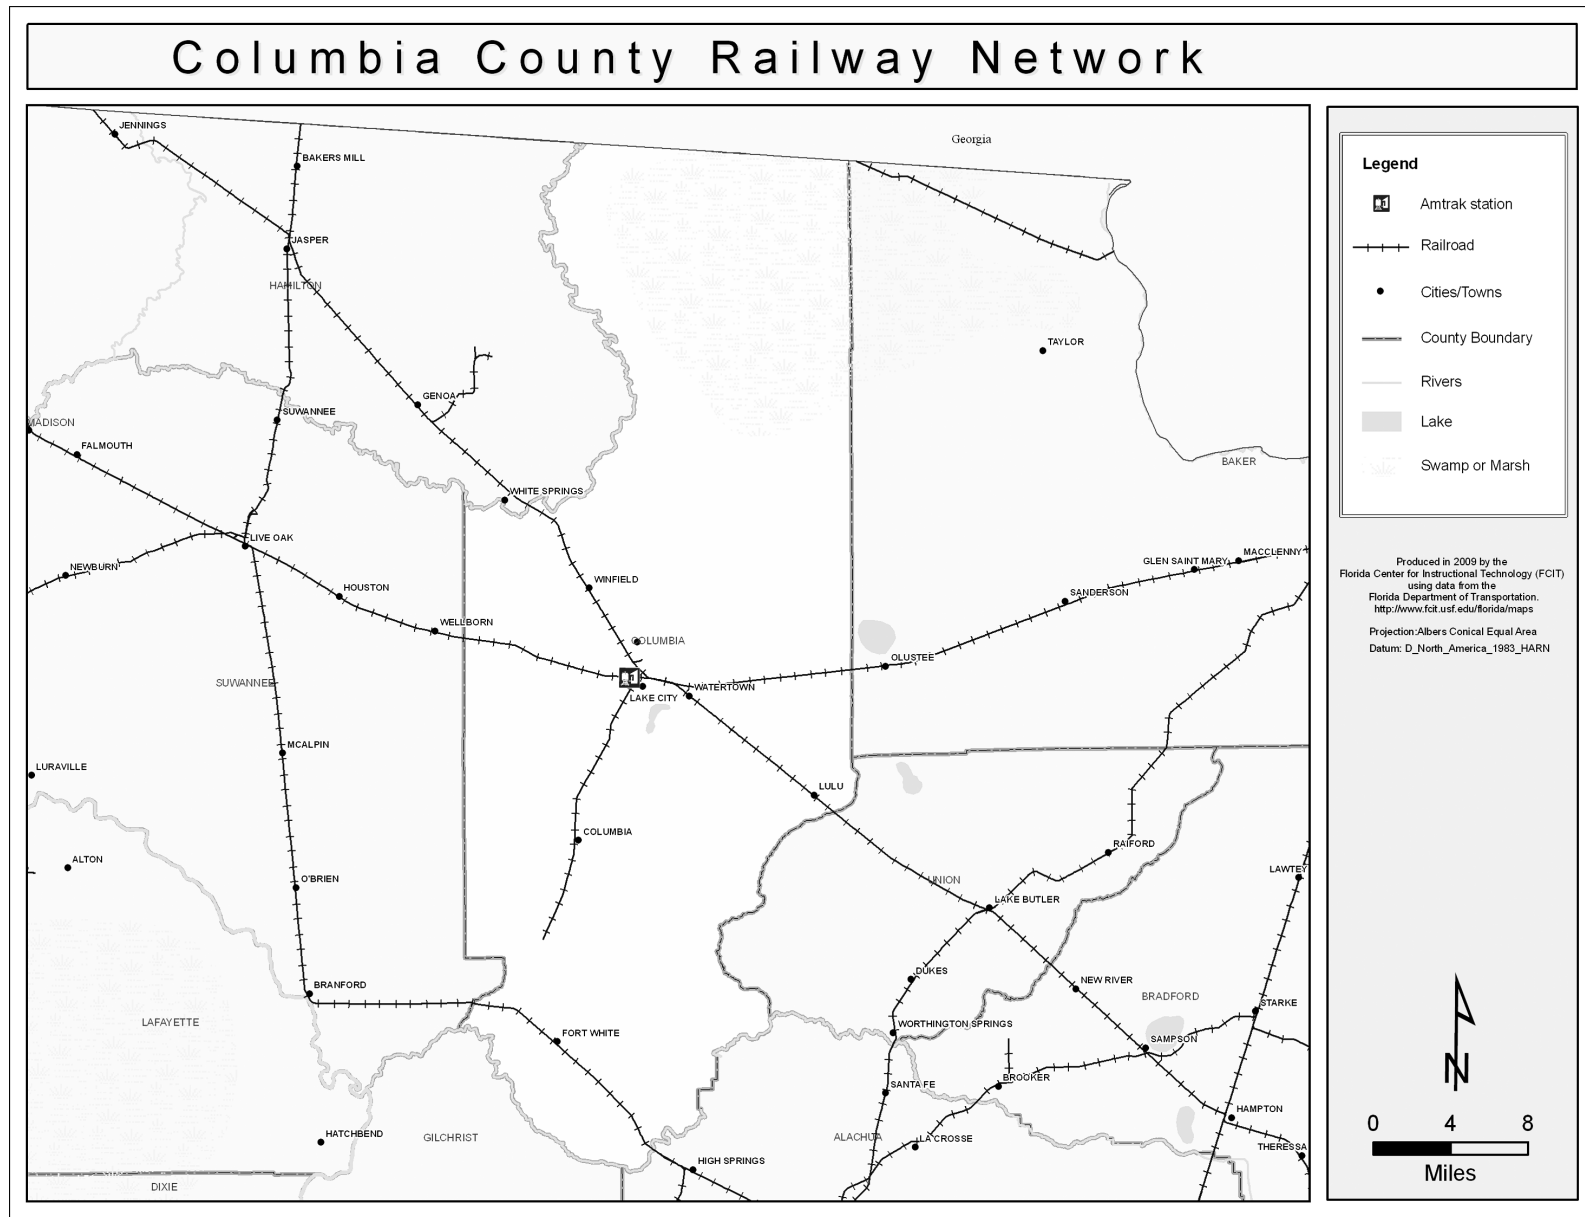 Columbia County Railway Network
Georgia
JENNINGS
BAKERS MILL
JASPER
HAMILTON
TAYLOR
GENOA
SUWANNEE
MADISON
FALMOUTH
BAKER
WHITE SPRINGS
LIVE OAK
NEWBURN
HOUSTON
WINFIELD
WELLBORN
COLUMBIA
MACCLENNY
GLEN SAINT MARY
SANDERSON
OLUSTEE
SUWANNEE
LAKE CITY
WATERTOWN
MCALPIN
LURAVILLE
LULU
COLUMBIA
ALTON
O'BRIEN
RAIFORD
LAWTEY
UNION
LAKE BUTLER
BRANFORD
DUKES
NEW RIVER
BRADFORD
STARKE
LAFAYETTE
FORT WHITE
WORTHINGTON SPRINGS
SAMPSON
SANTA FE
BROOKER
HATCHBEND
GILCHRIST
ALACHUA
LA CROSSE
HAMPTON
THERESSA
HIGH SPRINGS
DIXIE
Legend
Amtrak station
Railroad
Cities/Towns
County Boundary
Rivers
Lake
Swamp or Marsh
Produced in 2009 by the
Florida Center for Instructional Technology (FCIT)
using data from the
Florida Department of Transportation.
http://www.fcit.usf.edu/florida/maps
Projection:Albers Conical Equal Area
Datum: D_North_America_1983_HARN
N
0 4 8
Miles